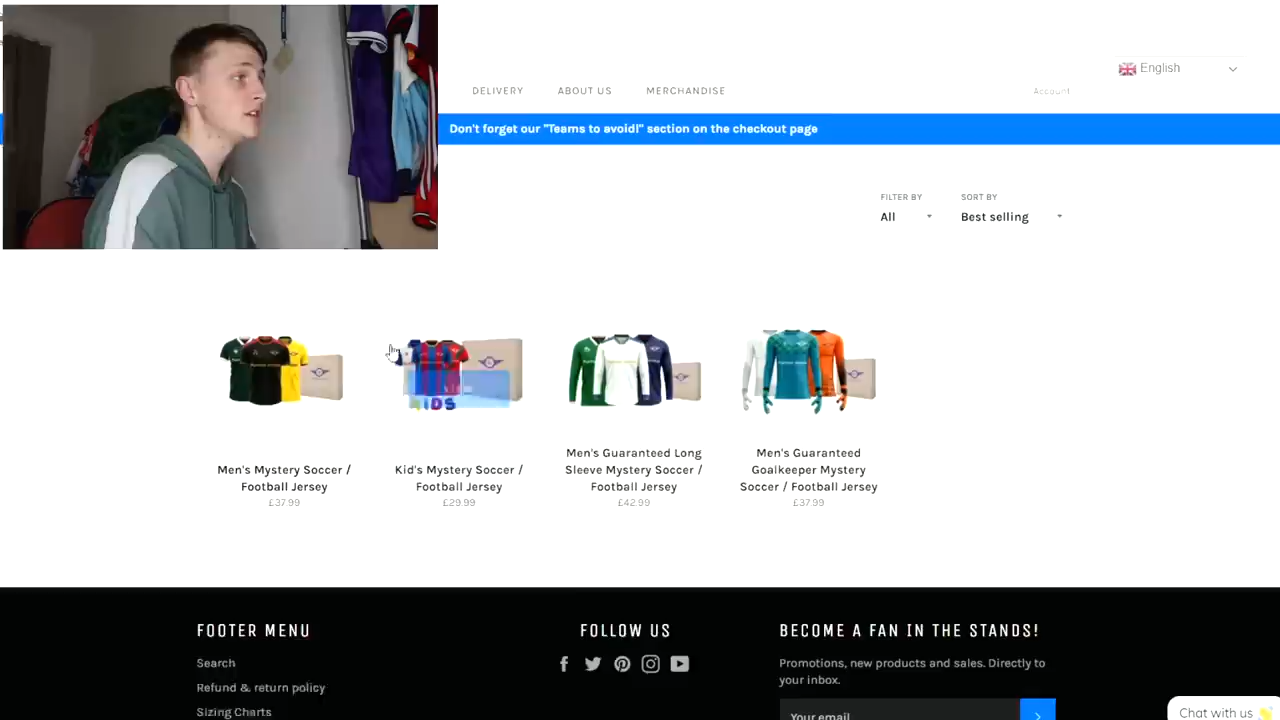 English
DELIVERY
ABOUT US
MERCHANDISE
Account
Don't forget our "Teams to avoid!" section on the checkout page
FILTER BY
SORT BY
All
Best selling
KIDS
Men's Mystery Soccer /
Football Jersey
£37.99
Kid's Mystery Soccer /
Football Jersey
£29.99
Men's Guaranteed Long
Sleeve Mystery Soccer /
Football Jersey
£42.99
Men's Guaranteed
Goalkeeper Mystery
Soccer / Football Jersey
£37.99
FOOTER MENU
Search
Refund & return policy
Sizing Charts
FOLLOW US
BECOME A FAN IN THE STANDS!
Promotions, new products and sales. Directly to
your inbox.
Your email
Chat with us